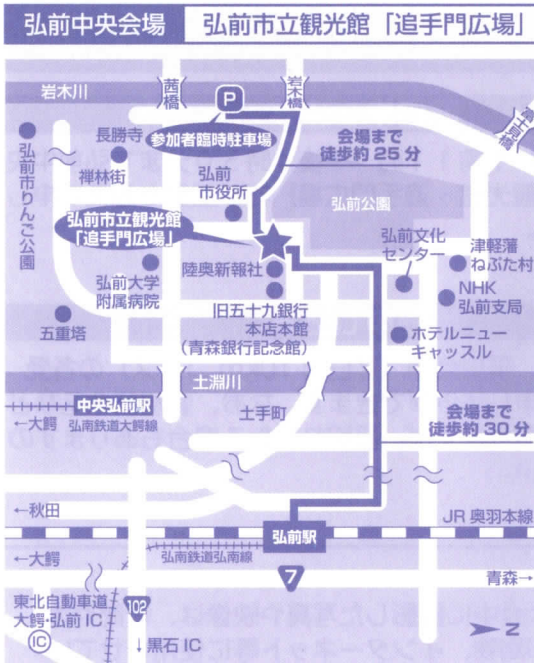 弘前中央会場 弘前市立観光館「追手門広場」
岩木川
茜橋
岩木橋
富士見橋
P
参加者臨時駐車場
会場まで
徒歩約25分
弘前市りんご公園
長勝寺
禅林街
弘前
市役所
弘前公園
弘前市立観光館
「追手門広場」
弘前大学
附属病院
陸奥新報社
旧五十九銀行
本店本館
(青森銀行記念館)
弘前文化
センター
津軽藩
ねぷた村
NHK
弘前支局
ホテルニュー
キャッスル
五重塔
土淵川
中央弘前駅
←大鰐 弘南鉄道大鰐線
土手町
会場まで
徒歩約30分
←秋田
JR奥羽本線
弘前駅
←大鰐
弘南鉄道弘南線
7
青森→
東北自動車道
大鰐・弘前IC
IC
102
↓黒石IC
N